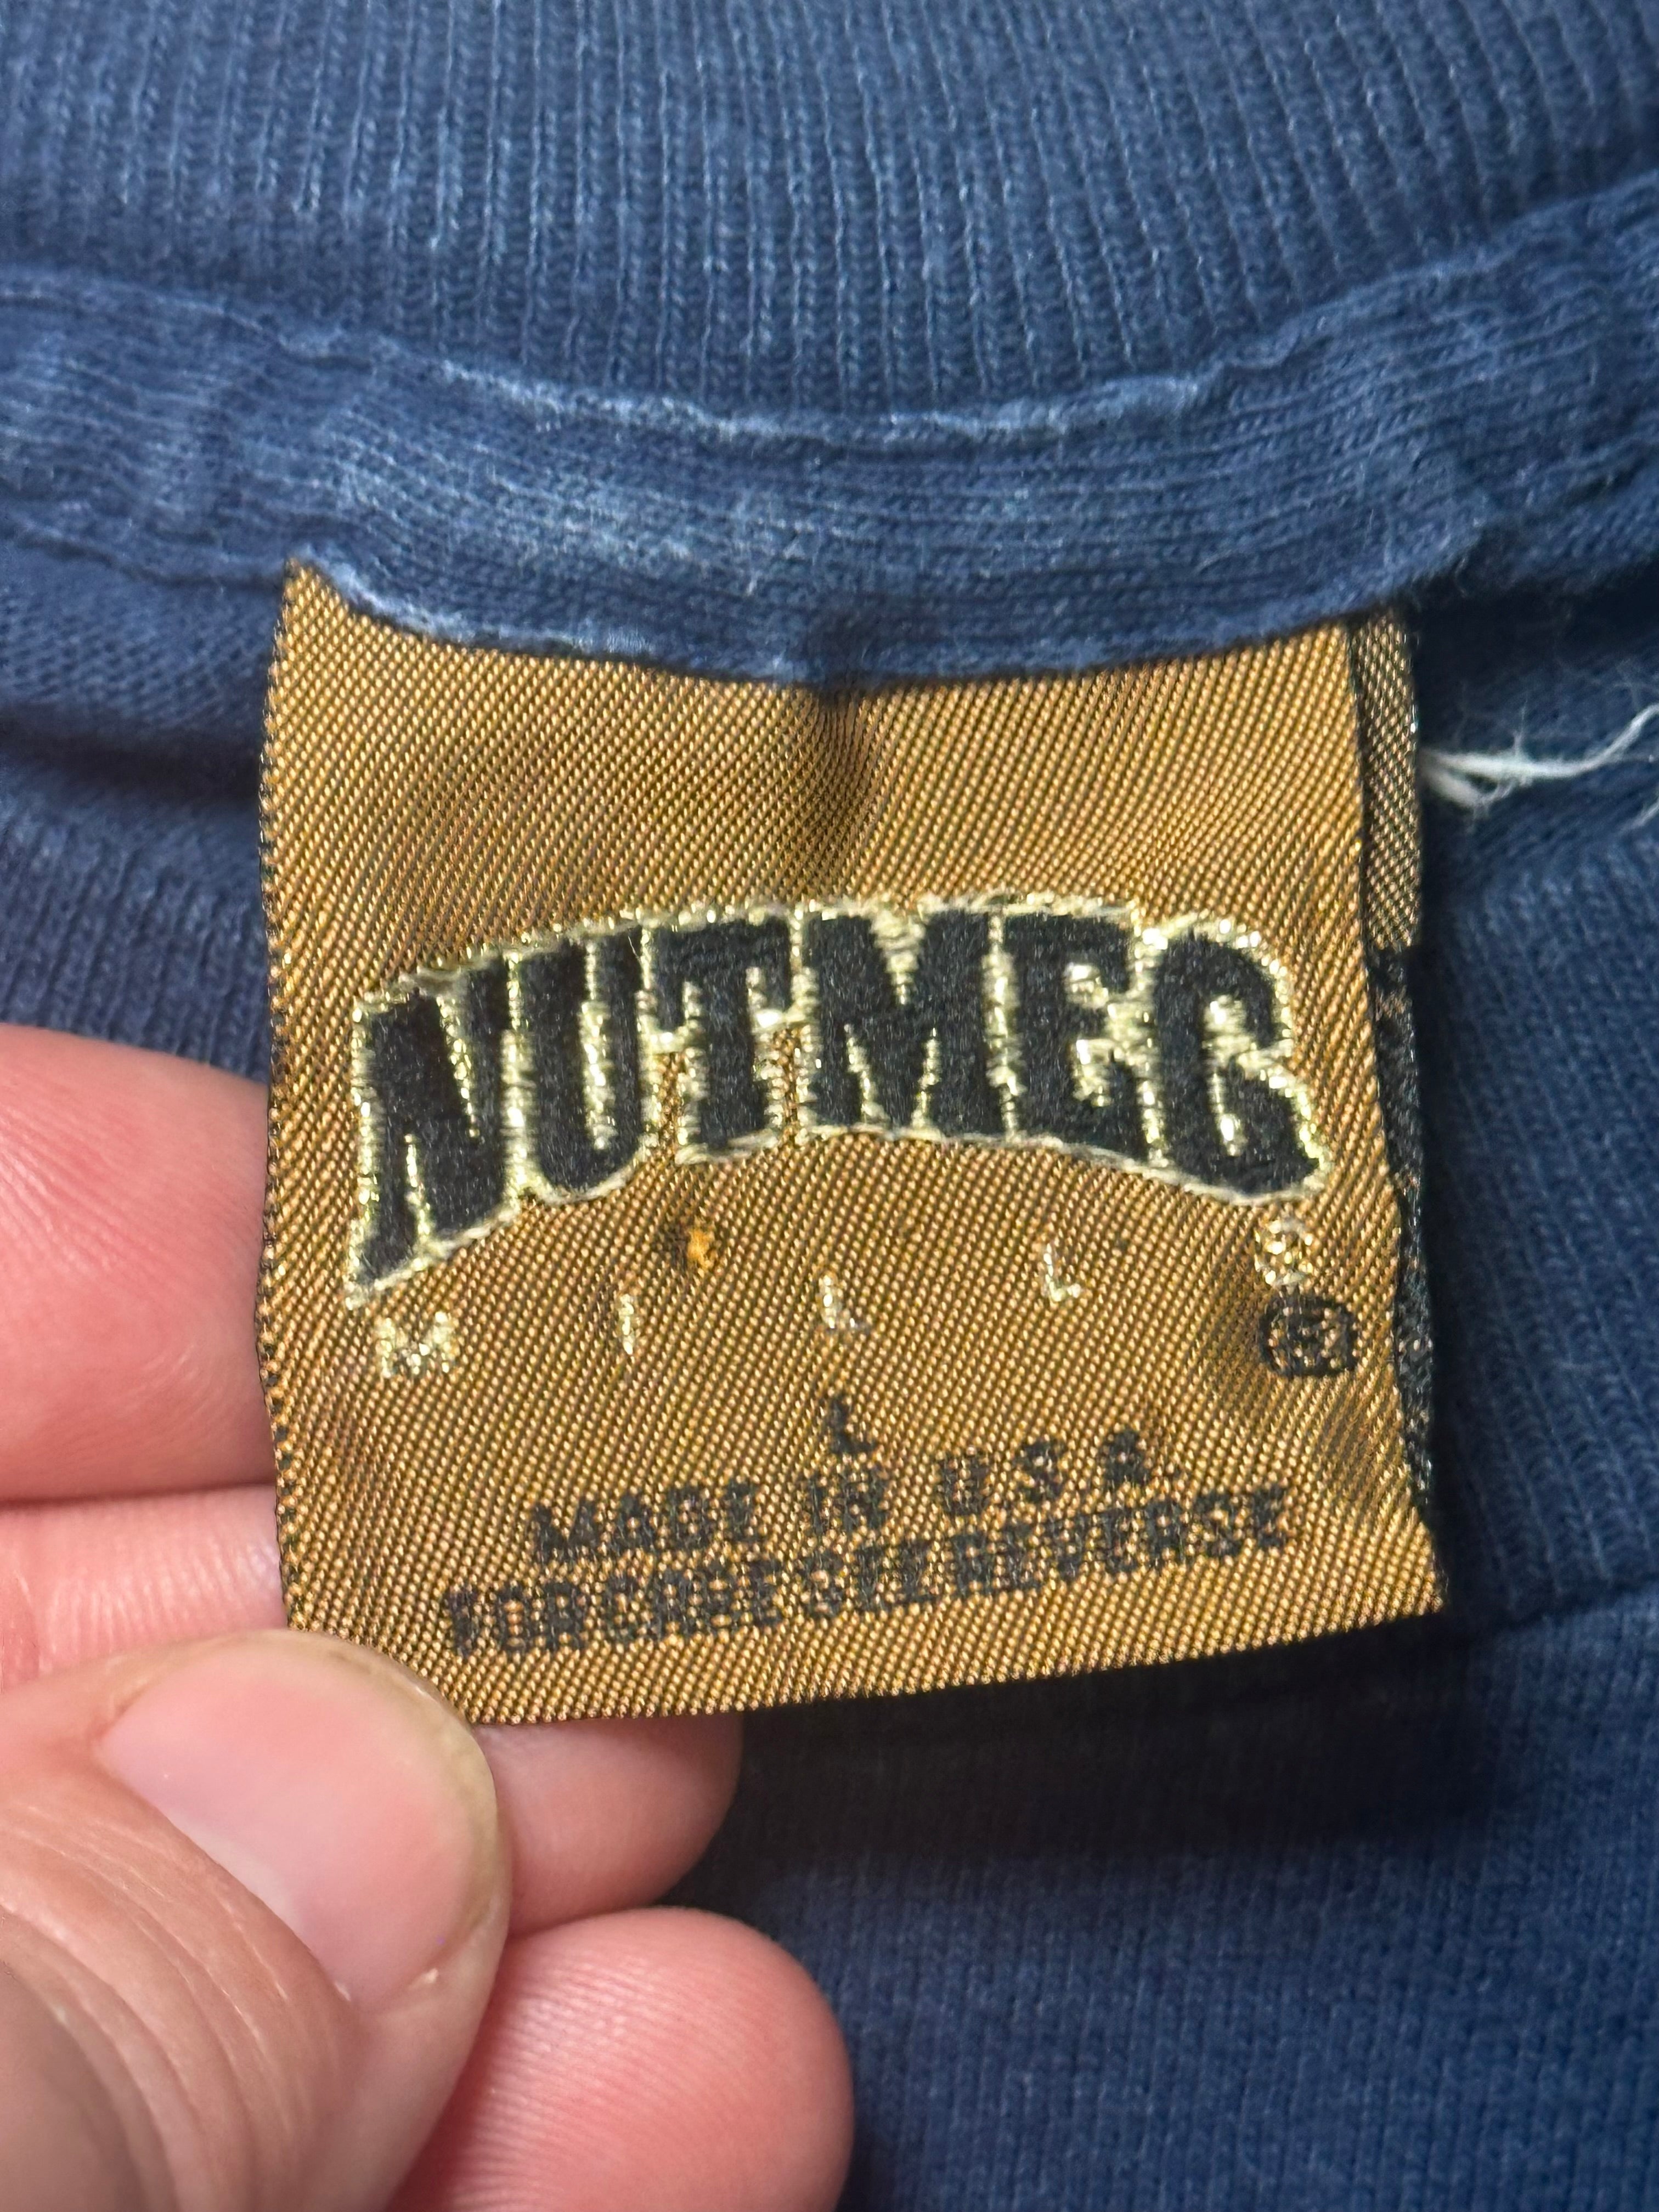 NUTMEG
MILLS
®
L
MADE IN U.S.A.
FOR CARE SEE REVERSE